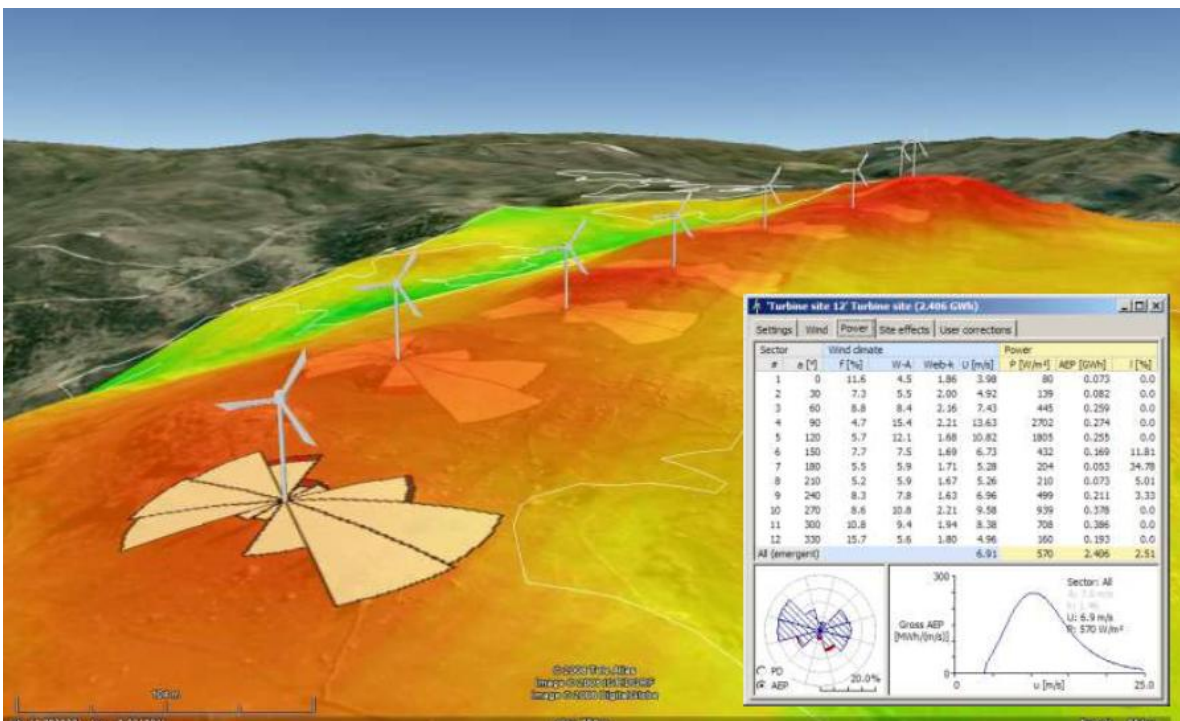 'Turbine site 12' Turbine site (2.406 GWh)
Settings Wind Power Site effects User corrections
Sector Wind climate Power
# a [°] f [%] W-A Weib-k U [m/s] P [W/m²] AEP [GWh] l [%]
1 0 11.6 4.5 1.86 3.98 80 0.073 0.0
2 30 7.3 5.5 2.00 4.92 139 0.082 0.0
3 60 8.8 8.4 2.16 7.43 445 0.259 0.0
4 90 4.7 15.4 2.21 13.63 2702 0.274 0.0
5 120 5.7 12.1 1.68 10.82 1805 0.255 0.0
6 150 7.7 7.5 1.69 6.73 432 0.169 11.81
7 180 5.5 5.9 1.71 5.28 204 0.053 34.78
8 210 5.2 5.9 1.67 5.26 210 0.073 5.01
9 240 8.3 7.8 1.63 6.96 499 0.211 3.33
10 270 8.6 10.8 2.21 9.58 939 0.378 0.0
11 300 10.8 9.4 1.94 8.38 708 0.386 0.0
12 330 15.7 5.6 1.80 4.96 160 0.193 0.0
All (emergent) 6.91 570 2.406 2.51
PD
AEP
20.0%
300
Gross AEP
[MWh/(m/s)]
0
0 u [m/s] 25.0
Sector: All
U: 6.9 m/s
P: 570 W/m²
© 2008 Tele Atlas
Image © 2008 DigitalGlobe